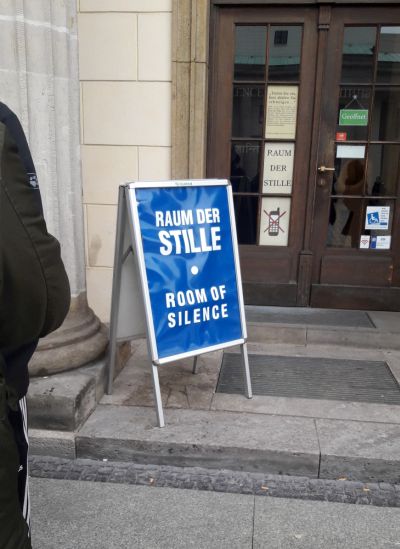 RAUM DER
STILLE
ROOM OF
SILENCE
Geöffnet
RAUM
DER
STILLE